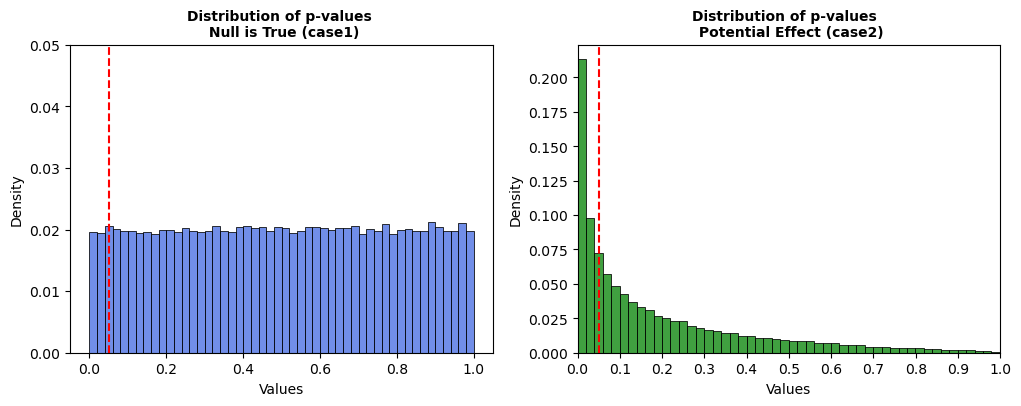 Distribution of p-values
Null is True (case1)
0.05
0.04
0.03
0.02
0.01
0.00
Density
0.0 0.2 0.4 0.6 0.8 1.0
Values
Distribution of p-values
Potential Effect (case2)
0.200
0.175
0.150
0.125
0.100
0.075
0.050
0.025
0.000
Density
0.0 0.1 0.2 0.3 0.4 0.5 0.6 0.7 0.8 0.9 1.0
Values